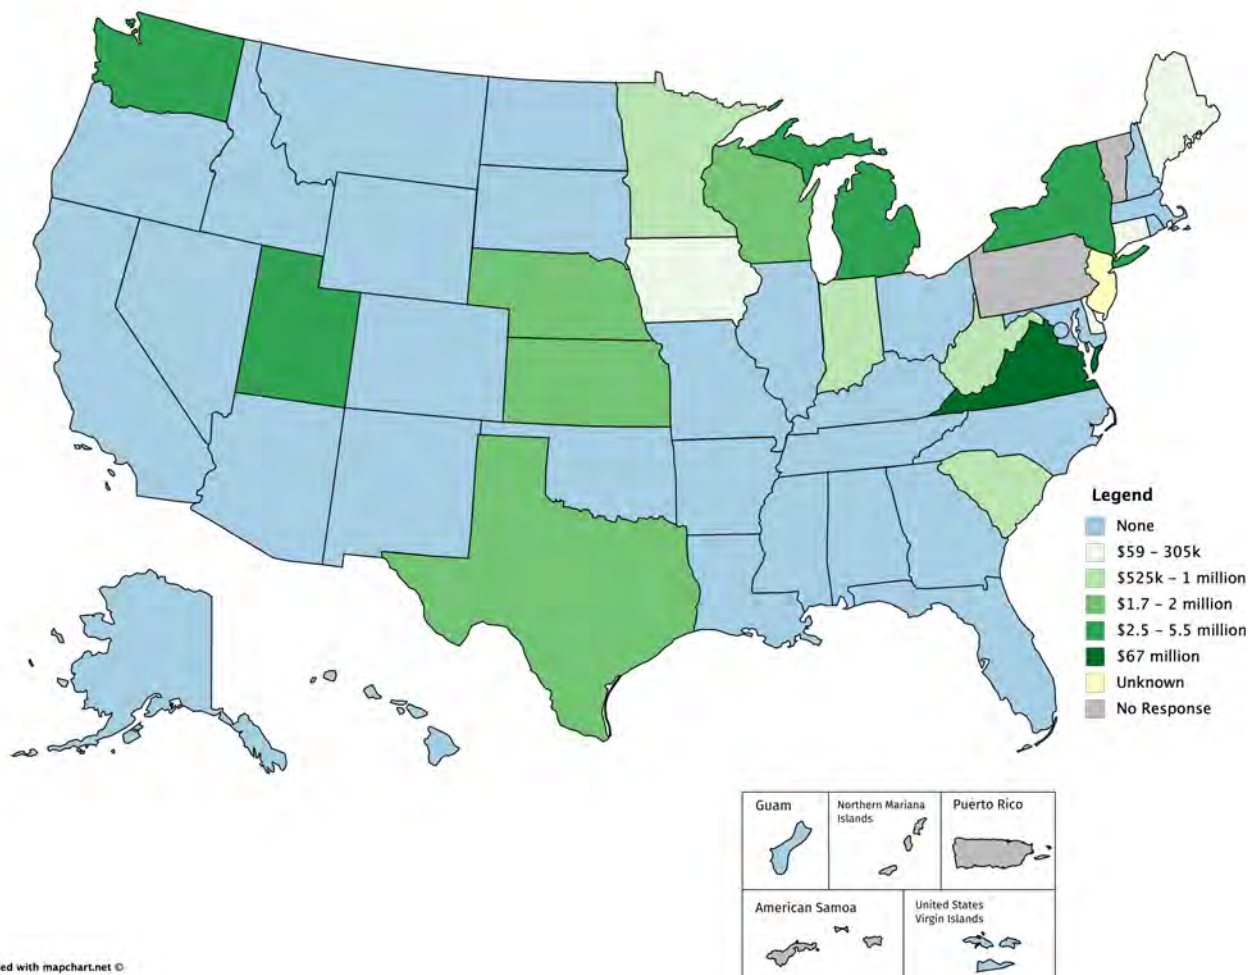 Legend
None
$59 - 305k
$525k - 1 million
$1.7 - 2 million
$2.5 - 5.5 million
$67 million
Unknown
No Response
Guam
Northern Mariana
Islands
Puerto Rico
American Samoa
United States
Virgin Islands
ed with mapchart.net ©